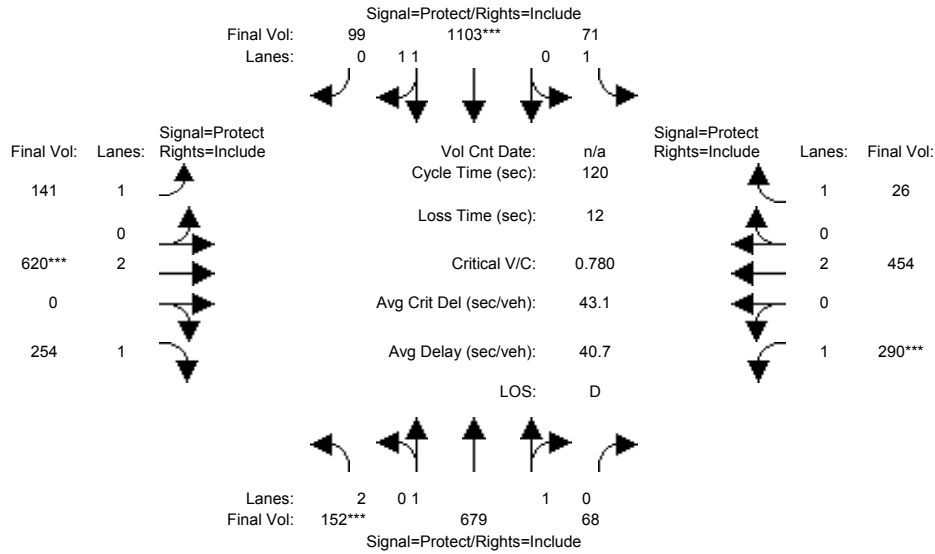 Signal=Protect/Rights=Include
Final Vol: 99 1103*** 71
Lanes: 0 1 1 0 1
Signal=Protect Signal=Protect
Final Vol: Lanes: Rights=Include Vol Cnt Date: n/a Rights=Include Lanes: Final Vol:
Cycle Time (sec): 120
141 1 1 26
Loss Time (sec): 12
0 0
620*** 2 Critical V/C: 0.780 2 454
0 Avg Crit Del (sec/veh): 43.1 0
254 1 Avg Delay (sec/veh): 40.7 1 290***
LOS: D
Lanes: 2 0 1 1 0
Final Vol: 152*** 679 68
Signal=Protect/Rights=Include